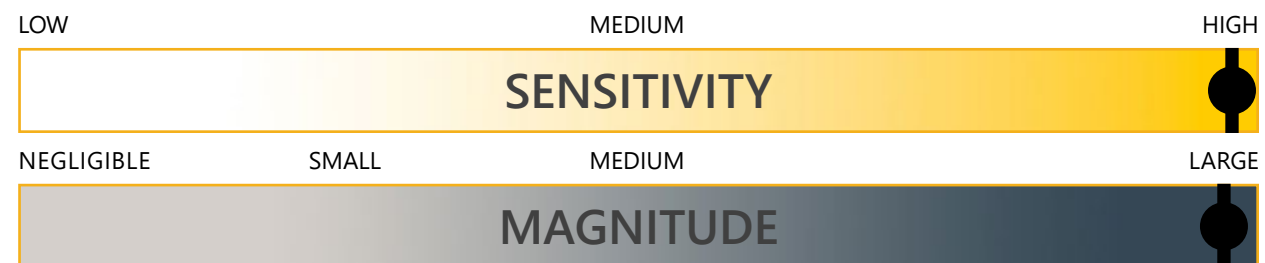 LOW MEDIUM HIGH
SENSITIVITY
NEGLIGIBLE SMALL MEDIUM LARGE
MAGNITUDE